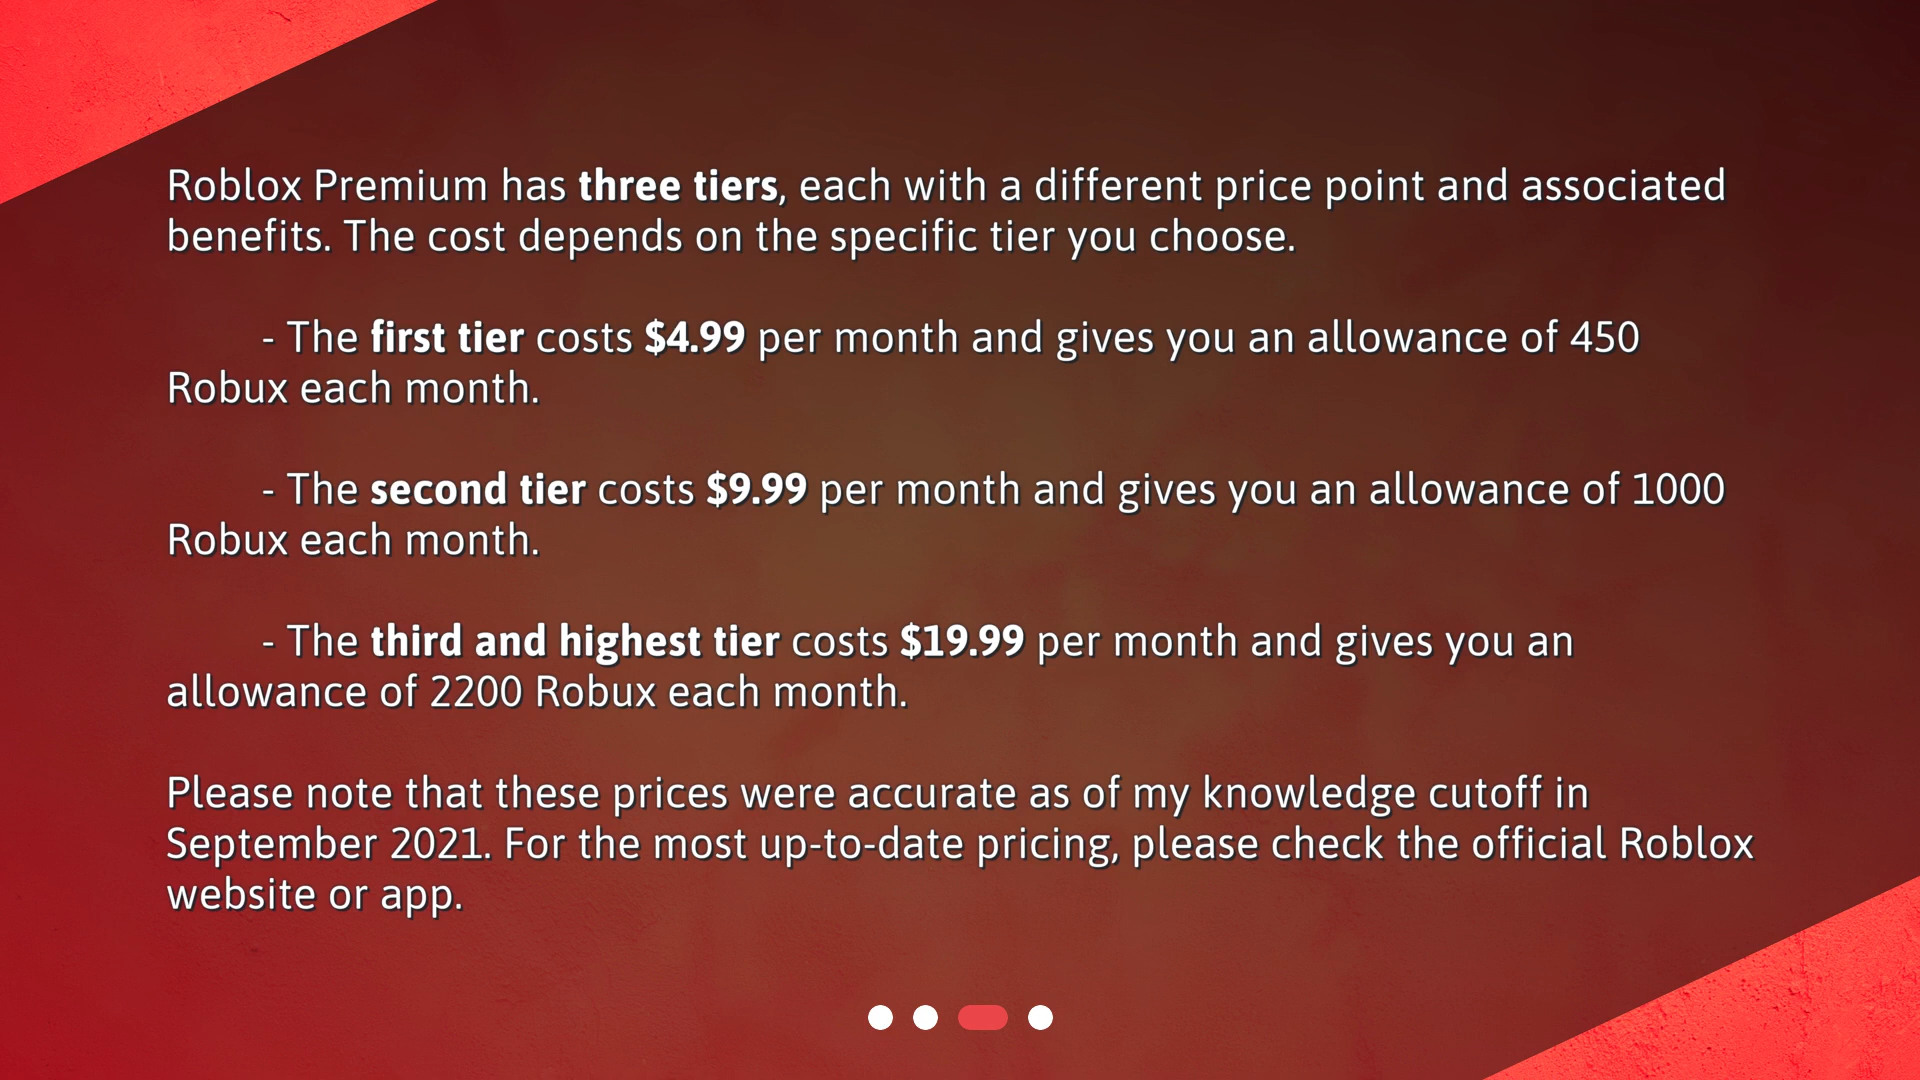 Roblox Premium has three tiers, each with a different price point and associated
benefits. The cost depends on the specific tier you choose.
- The first tier costs $4.99 per month and gives you an allowance of 450
Robux each month.
- The second tier costs $9.99 per month and gives you an allowance of 1000
Robux each month.
- The third and highest tier costs $19.99 per month and gives you an
allowance of 2200 Robux each month.
Please note that these prices were accurate as of my knowledge cutoff in
September 2021. For the most up-to-date pricing, please check the official Roblox
website or app.